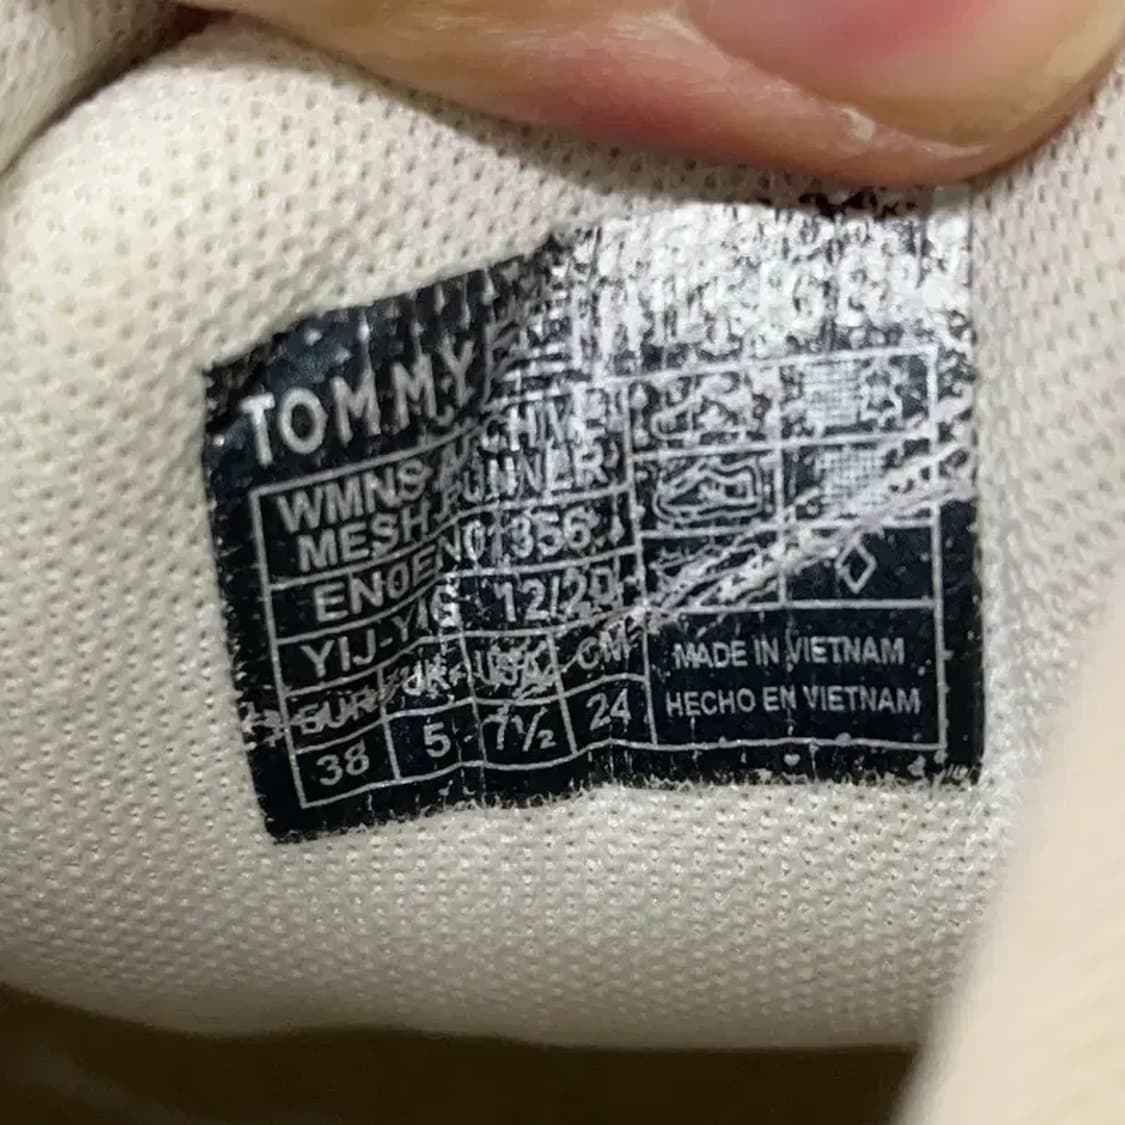 TOMMY
WMNS ARCHIVE
MESH RUNNER
EN0EN01356
YIJ-YIG 12/20
EUR UK USA CM
38 5 7½ 24
MADE IN VIETNAM
HECHO EN VIETNAM